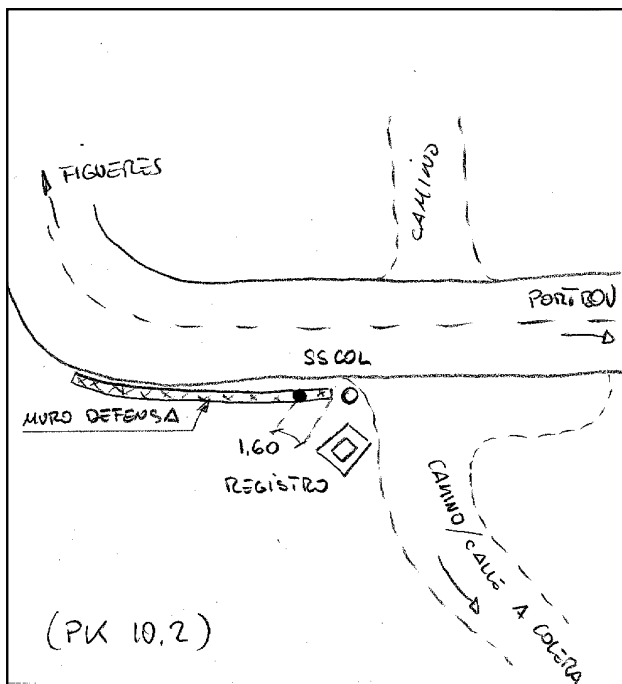 FIGUERES
CAMINO
PORTBOU
SSCOL
MURO DEFENSA
1,60
REGISTRO
CAMINO/CALLE A COLERA
(PK 10,2)